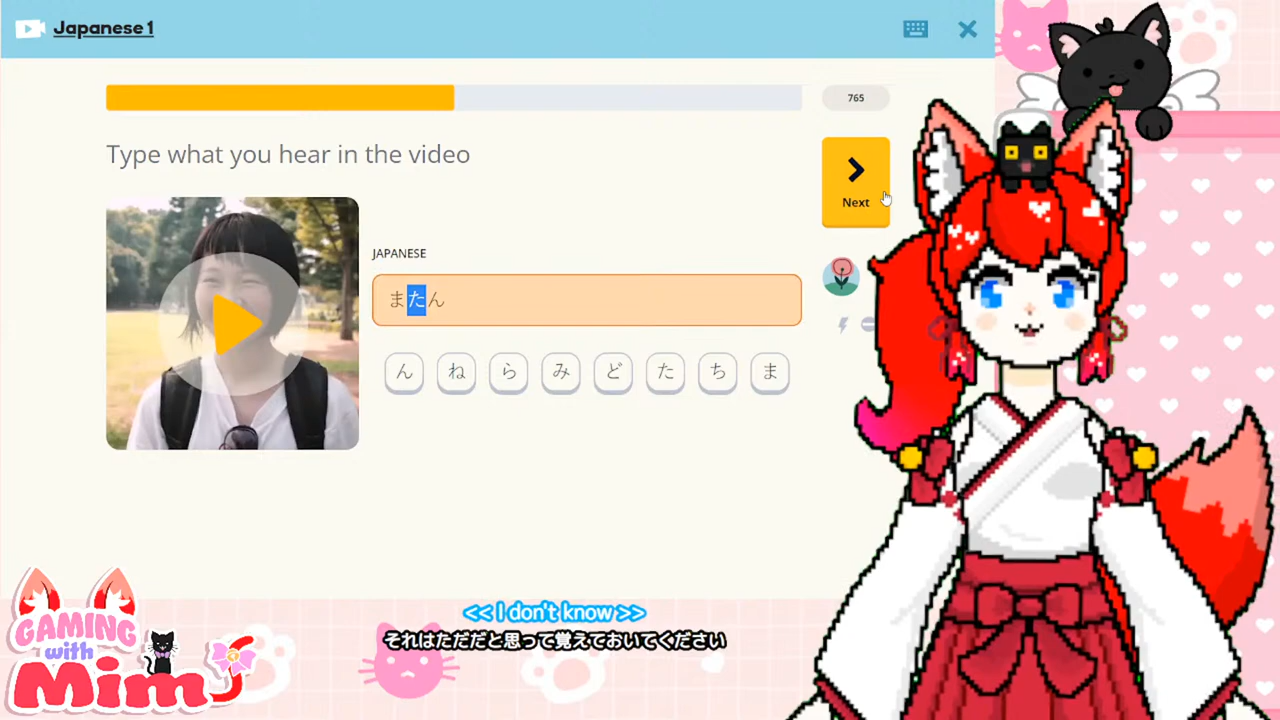 Japanese 1
765
Type what you hear in the video
Next
JAPANESE
またん
ん ね ら み ど た ち ま
<< I don't know >>
それはただだと思って覚えておいてください
GAMING
with
Mim